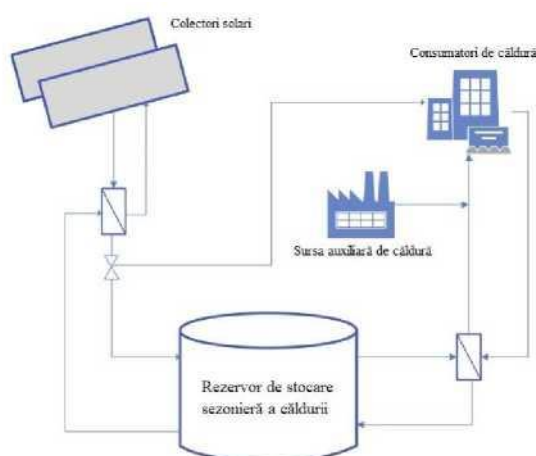 Colectori solari
Consumatori de căldură
Sursa auxiliară de căldură
Rezervor de stocare
sezonieră a căldurii